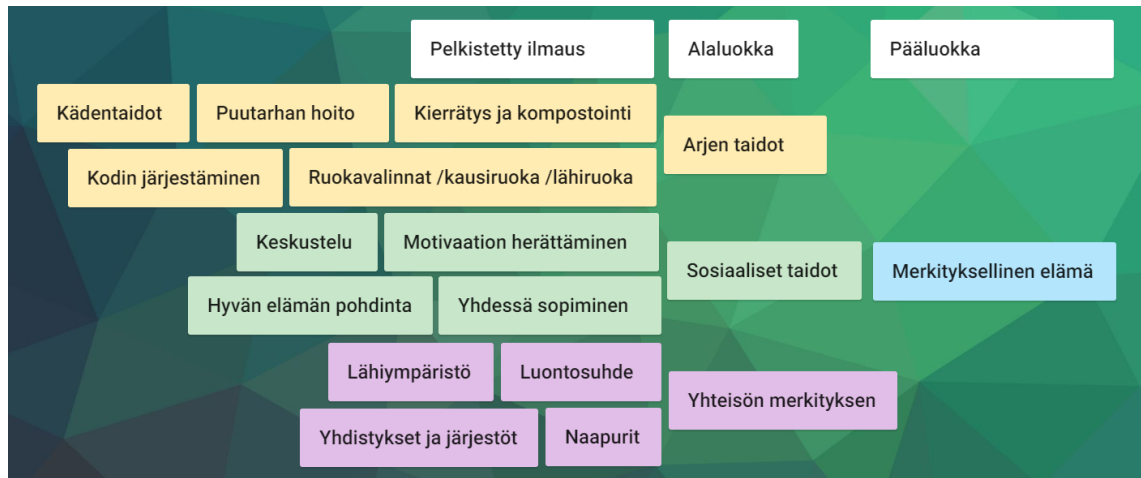 Pelkistetty ilmaus
Alaluokka
Pääluokka
Kädentaidot
Puutarhan hoito
Kierrätys ja kompostointi
Arjen taidot
Kodin järjestäminen
Ruokavalinnat /kausiruoka /lähiruoka
Keskustelu
Motivaation herättäminen
Sosiaaliset taidot
Merkityksellinen elämä
Hyvän elämän pohdinta
Yhdessä sopiminen
Lähiympäristö
Luontosuhde
Yhteisön merkityksen
Yhdistykset ja järjestöt
Naapurit